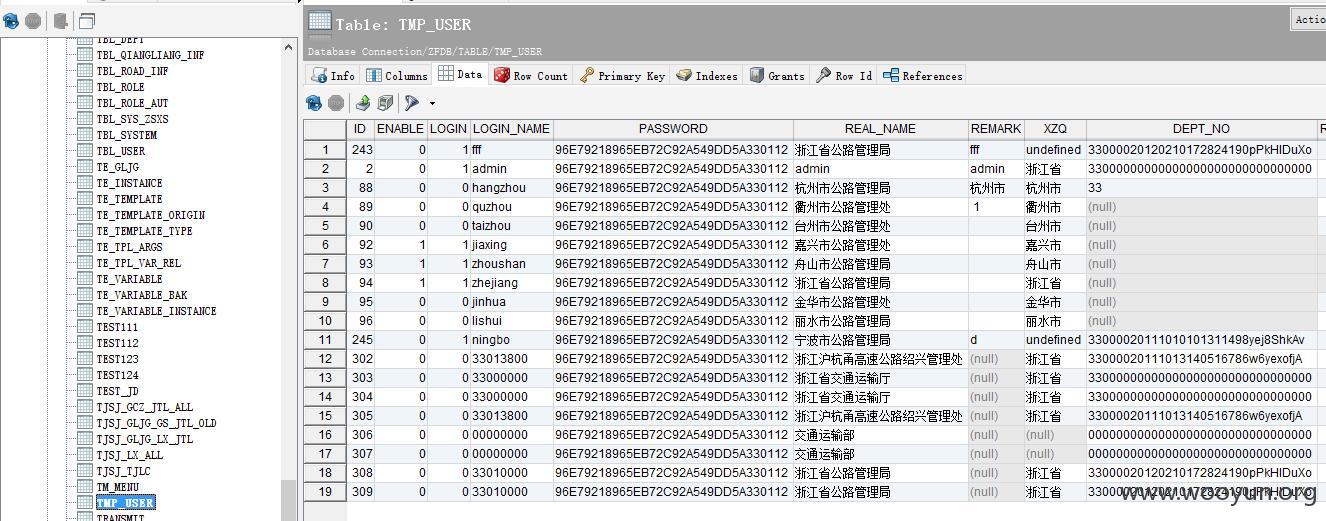 Table: TMP_USER
Actio
Database Connection/ZFDB/TABLE/TMP_USER
Info Columns Data Row Count Primary Key Indexes Grants Row Id References
TBL_DEPT
TBL_QIANGLIANG_INF
TBL_ROAD_INF
TBL_ROLE
TBL_ROLE_AUT
TBL_SYS_ZSXS
TBL_SYSTEM
TBL_USER
TE_GLJG
TE_INSTANCE
TE_TEMPLATE
TE_TEMPLATE_ORIGIN
TE_TEMPLATE_TYPE
TE_TPL_ARGS
TE_TPL_VAR_REL
TE_VARIABLE
TE_VARIABLE_BAK
TE_VARIABLE_INSTANCE
TEST111
TEST112
TEST123
TEST124
TEST_JD
TJSJ_GCZ_JTL_ALL
TJSJ_GLJG_GS_JTL_OLD
TJSJ_GLJG_LX_JTL
TJSJ_LX_ALL
TJSJ_TJLC
TM_MENU
TMP_USER
TRANSMIT
ID ENABLE LOGIN LOGIN_NAME PASSWORD REAL_NAME REMARK XZQ DEPT_NO
1 243 0 1 fff 96E79218965EB72C92A549DD5A330112 浙江省公路管理局 fff undefined 33000020120210172824190pPkHIDuXo
2 2 0 1 admin 96E79218965EB72C92A549DD5A330112 admin admin 浙江省 33000000000000000000000000000000
3 88 0 0 hangzhou 96E79218965EB72C92A549DD5A330112 杭州市公路管理局 杭州市 杭州市 33
4 89 0 0 quzhou 96E79218965EB72C92A549DD5A330112 衢州市公路管理处 1 衢州市 (null)
5 90 0 0 taizhou 96E79218965EB72C92A549DD5A330112 台州市公路管理处 台州市 (null)
6 92 1 1 jiaxing 96E79218965EB72C92A549DD5A330112 嘉兴市公路管理处 嘉兴市 (null)
7 93 1 1 zhoushan 96E79218965EB72C92A549DD5A330112 舟山市公路管理局 舟山市 (null)
8 94 1 1 zhejiang 96E79218965EB72C92A549DD5A330112 浙江省公路管理局 浙江省 (null)
9 95 0 0 jinhua 96E79218965EB72C92A549DD5A330112 金华市公路管理处 金华市 (null)
10 96 0 0 lishui 96E79218965EB72C92A549DD5A330112 丽水市公路管理局 丽水市 (null)
11 245 0 1 ningbo 96E79218965EB72C92A549DD5A330112 宁波市公路管理局 d undefined 33000020111010101311498yej8ShkAv
12 302 0 0 33013800 96E79218965EB72C92A549DD5A330112 浙江沪杭甬高速公路绍兴管理处 (null) 浙江省 33000020111013140516786w6yexofjA
13 303 0 0 33000000 96E79218965EB72C92A549DD5A330112 浙江省交通运输厅 (null) 浙江省 33000000000000000000000000000000
14 304 0 0 33000000 96E79218965EB72C92A549DD5A330112 浙江省交通运输厅 (null) 浙江省 33000000000000000000000000000000
15 305 0 0 33013800 96E79218965EB72C92A549DD5A330112 浙江沪杭甬高速公路绍兴管理处 (null) 浙江省 33000020111013140516786w6yexofjA
16 306 0 0 00000000 96E79218965EB72C92A549DD5A330112 交通运输部 (null) (null) 00000000000000000000000000000000
17 307 0 0 00000000 96E79218965EB72C92A549DD5A330112 交通运输部 (null) (null) 00000000000000000000000000000000
18 308 0 0 33010000 96E79218965EB72C92A549DD5A330112 浙江省公路管理局 (null) 浙江省 33000020120210172824190pPkHIDuXo
19 309 0 0 33010000 96E79218965EB72C92A549DD5A330112 浙江省公路管理局 (null) 浙江省 33000020120210172824190pPkHIDuXo
www.wooyun.org